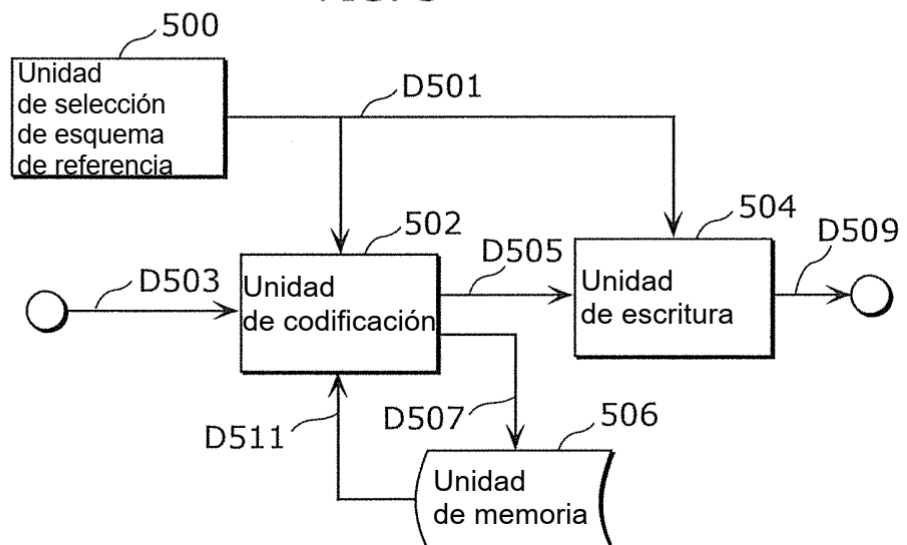 500
Unidad
de selección
de esquema
de referencia
D501
502
504
D509
D503
Unidad
de codificación
D505
Unidad
de escritura
D511
D507
506
Unidad
de memoria